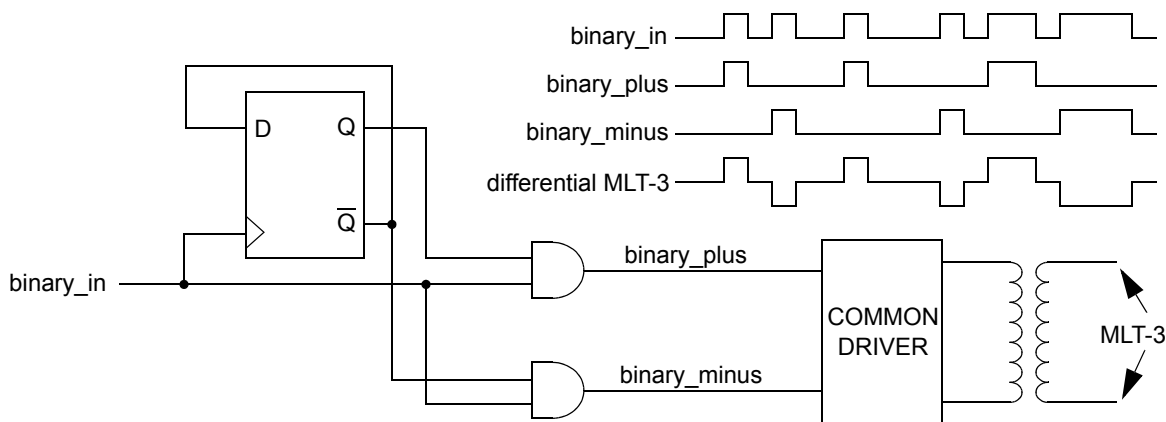 binary_in
binary_plus
binary_minus
differential MLT-3
D Q
Q̅
binary_in
binary_plus
binary_minus
COMMON
DRIVER
MLT-3